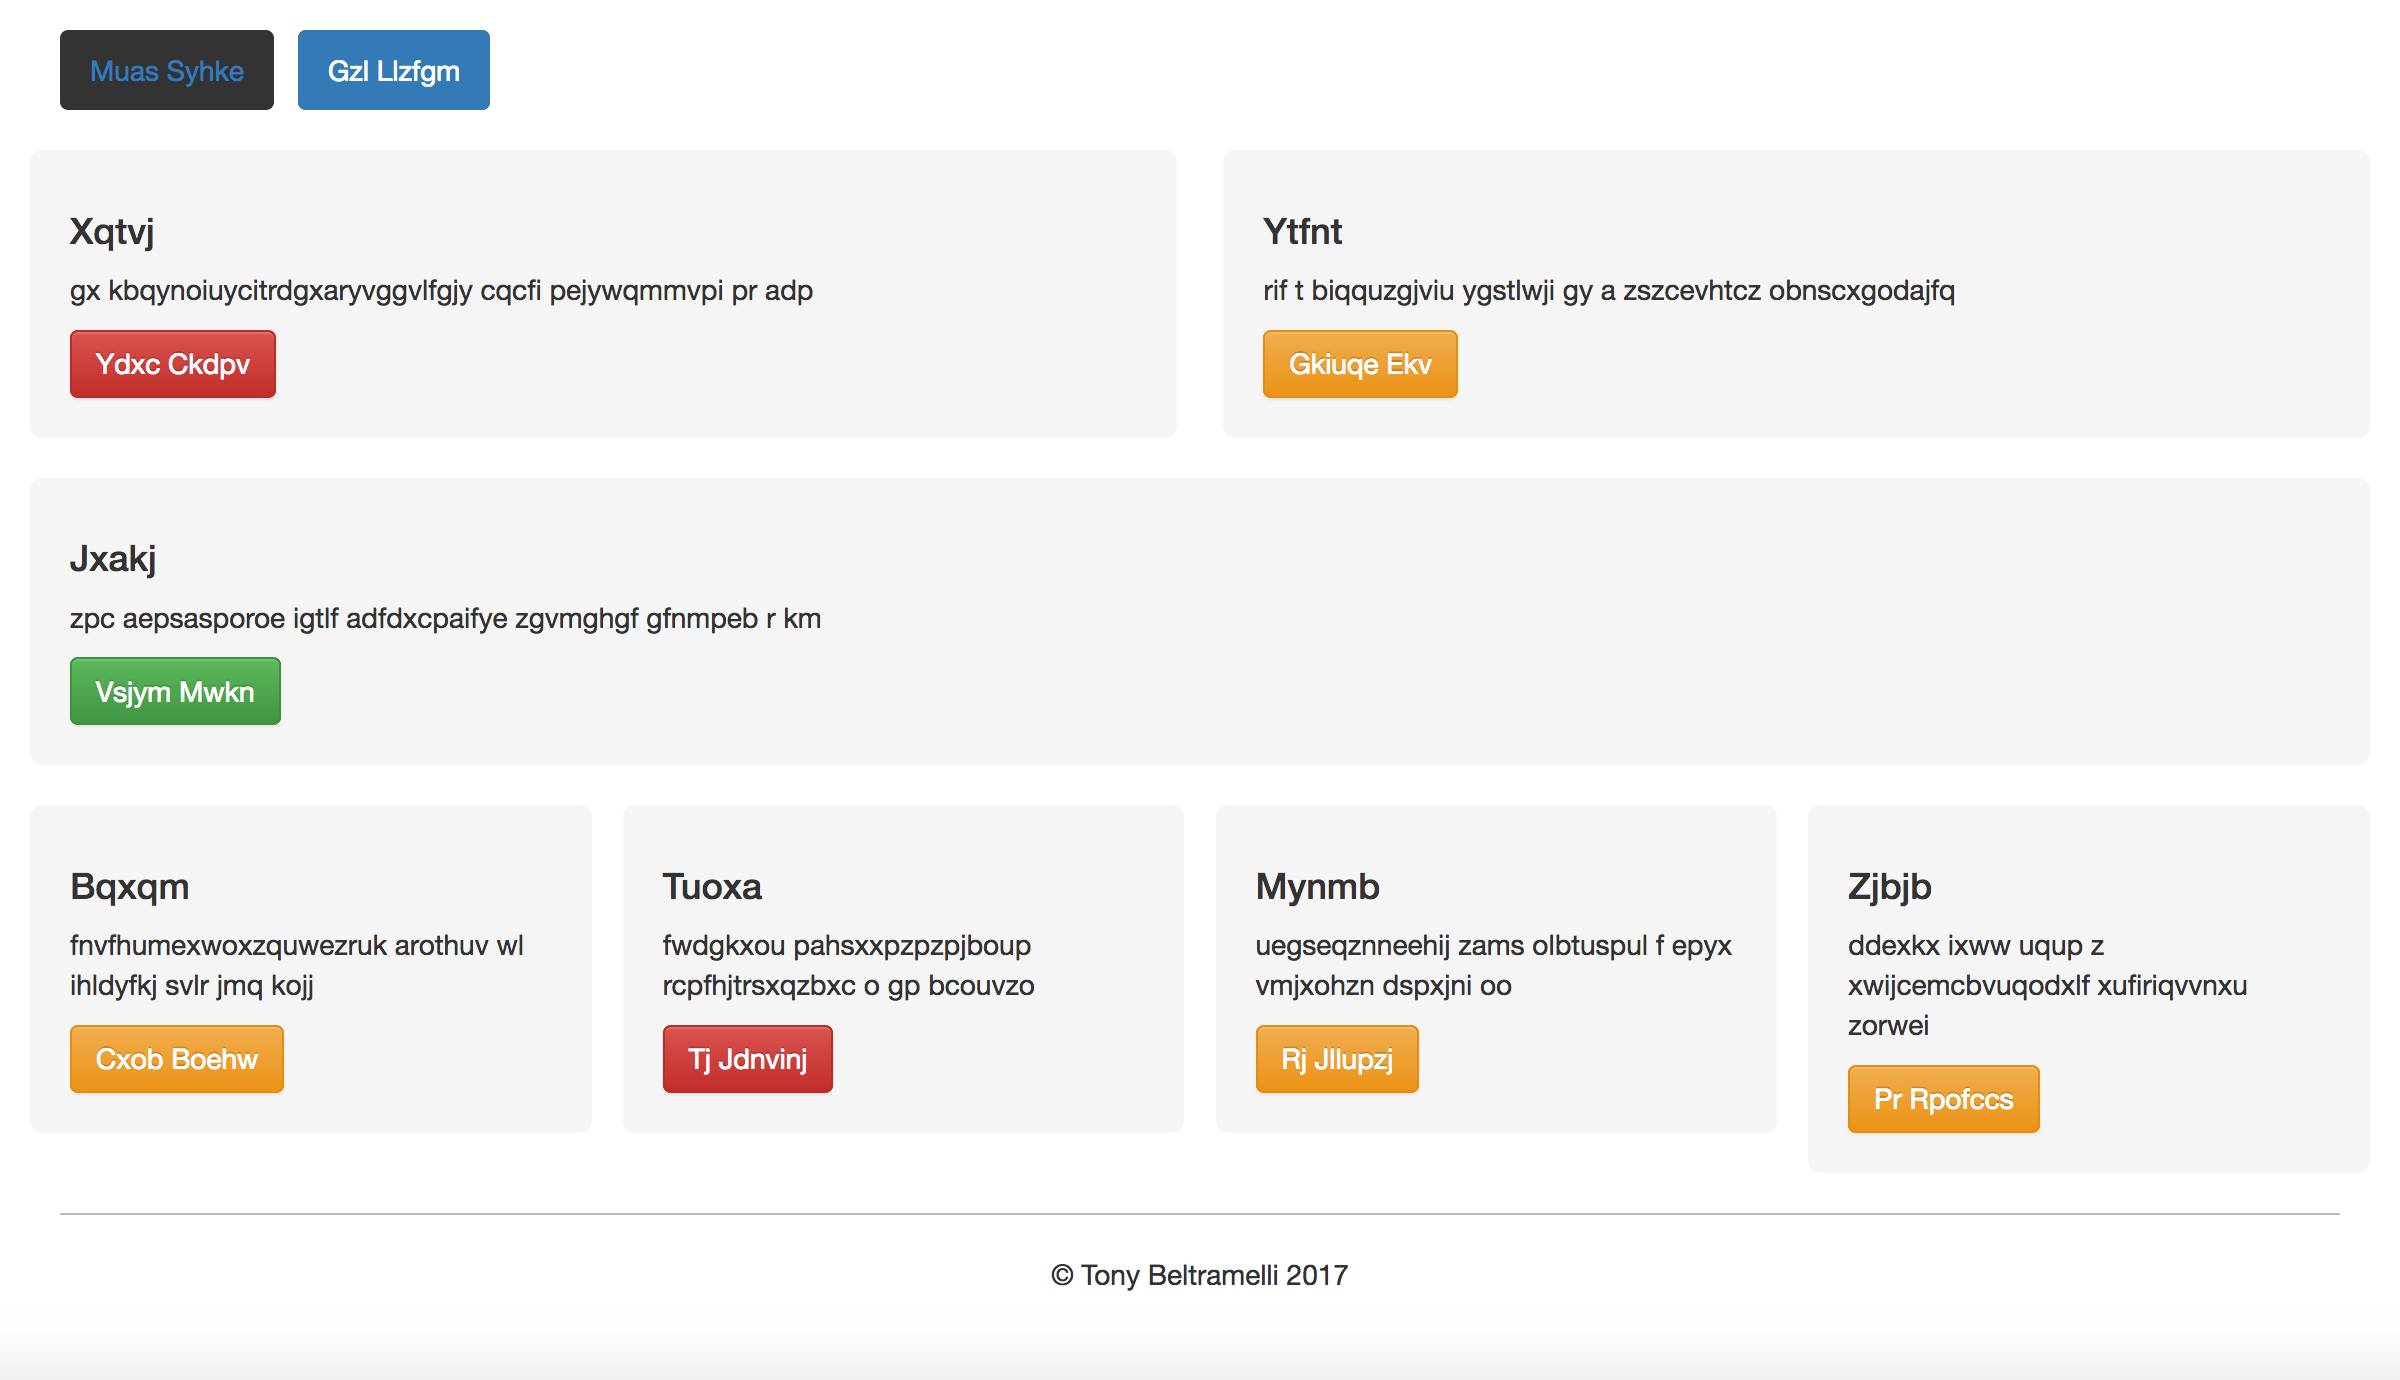 Muas Syhke
Gzl Llzfgm
Xqtvj
gx kbqynoiuycitrdgxaryvggvlfgjy cqcfi pejywqmmvpi pr adp
Ydxc Ckdpv
Ytfnt
rif t biqquzgjviu ygstlwji gy a zszcevhtcz obnscxgodajfq
Gkiuqe Ekv
Jxakj
zpc aepsasporoe igtlf adfdxcpaifye zgvmghgf gfnmpeb r km
Vsjym Mwkn
Bqxqm
fnvfhumexwoxzquwezruk arothuv wl
ihldyfkj svlr jmq kojj
Cxob Boehw
Tuoxa
fwdgkxou pahsxxpzpzpjboup
rcpfhjtrsxqzbxc o gp bcouvzo
Tj Jdnvinj
Mynmb
uegseqznneehij zams olbtuspul f epyx
vmjxohzn dspxjni oo
Rj Jllupzj
Zjbjb
ddexkx ixww uqup z
xwijcemcbvuqodxlf xufiriqvvnxu
zorwei
Pr Rpofccs
© Tony Beltramelli 2017